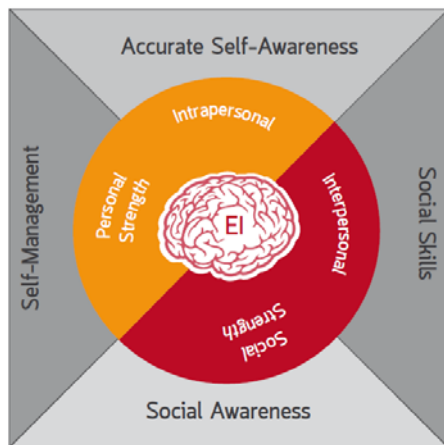 Accurate Self-Awareness
Intrapersonal
Personal
Strength
Self-Management
EI
Interpersonal
Social Skills
Social
Strength
Social Awareness